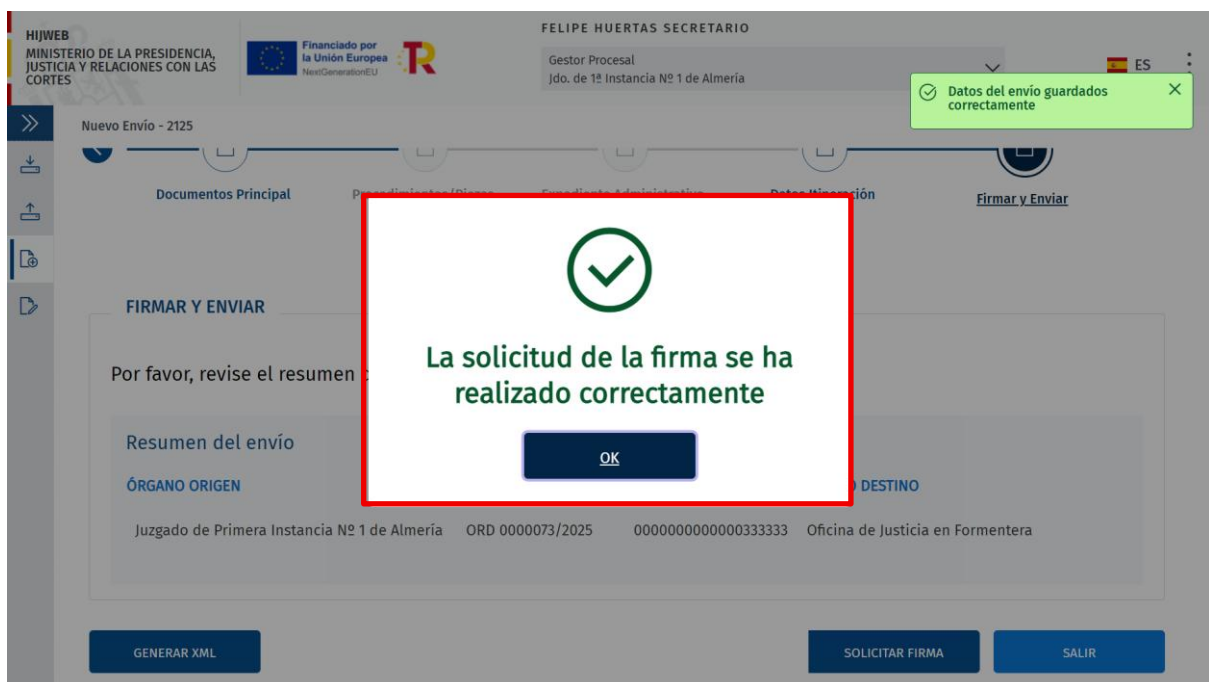 HIJWEB
MINISTERIO DE LA PRESIDENCIA,
JUSTICIA Y RELACIONES CON LAS
CORTES
Financiado por
la Unión Europea
NextGenerationEU
FELIPE HUERTAS SECRETARIO
Gestor Procesal
Jdo. de 1ª Instancia Nº 1 de Almería
ES
Datos del envío guardados
correctamente
Nuevo Envío - 2125
Documentos Principal
Firmar y Enviar
FIRMAR Y ENVIAR
Por favor, revise el resumen
La solicitud de la firma se ha
realizado correctamente
OK
Resumen del envío
ÓRGANO ORIGEN
DESTINO
Juzgado de Primera Instancia Nº 1 de Almería ORD 0000073/2025 0000000000000333333 Oficina de Justicia en Formentera
GENERAR XML
SOLICITAR FIRMA
SALIR